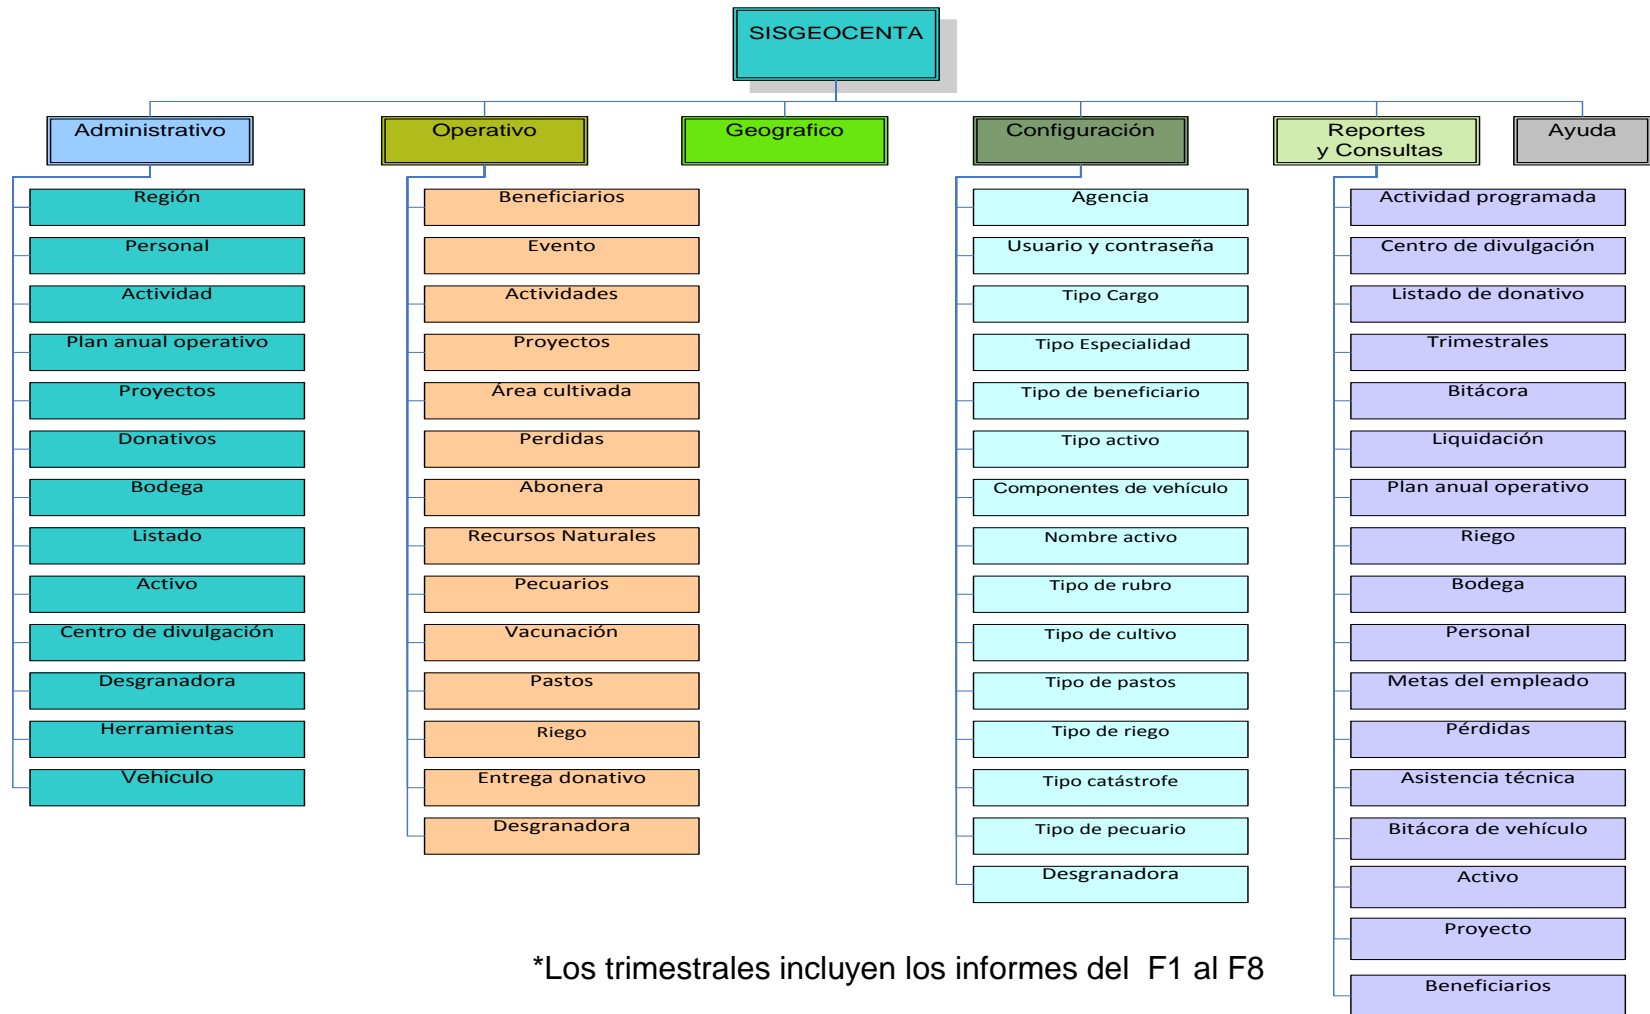 SISGEOCENTA
Administrativo
Operativo
Geografico
Configuración
Reportes
y Consultas
Ayuda
Región
Personal
Actividad
Plan anual operativo
Proyectos
Donativos
Bodega
Listado
Activo
Centro de divulgación
Desgranadora
Herramientas
Vehiculo
Beneficiarios
Evento
Actividades
Proyectos
Área cultivada
Perdidas
Abonera
Recursos Naturales
Pecuarios
Vacunación
Pastos
Riego
Entrega donativo
Desgranadora
Agencia
Usuario y contraseña
Tipo Cargo
Tipo Especialidad
Tipo de beneficiario
Tipo activo
Componentes de vehículo
Nombre activo
Tipo de rubro
Tipo de cultivo
Tipo de pastos
Tipo de riego
Tipo catástrofe
Tipo de pecuario
Desgranadora
Actividad programada
Centro de divulgación
Listado de donativo
Trimestrales
Bitácora
Liquidación
Plan anual operativo
Riego
Bodega
Personal
Metas del empleado
Pérdidas
Asistencia técnica
Bitácora de vehículo
Activo
Proyecto
Beneficiarios
*Los trimestrales incluyen los informes del F1 al F8